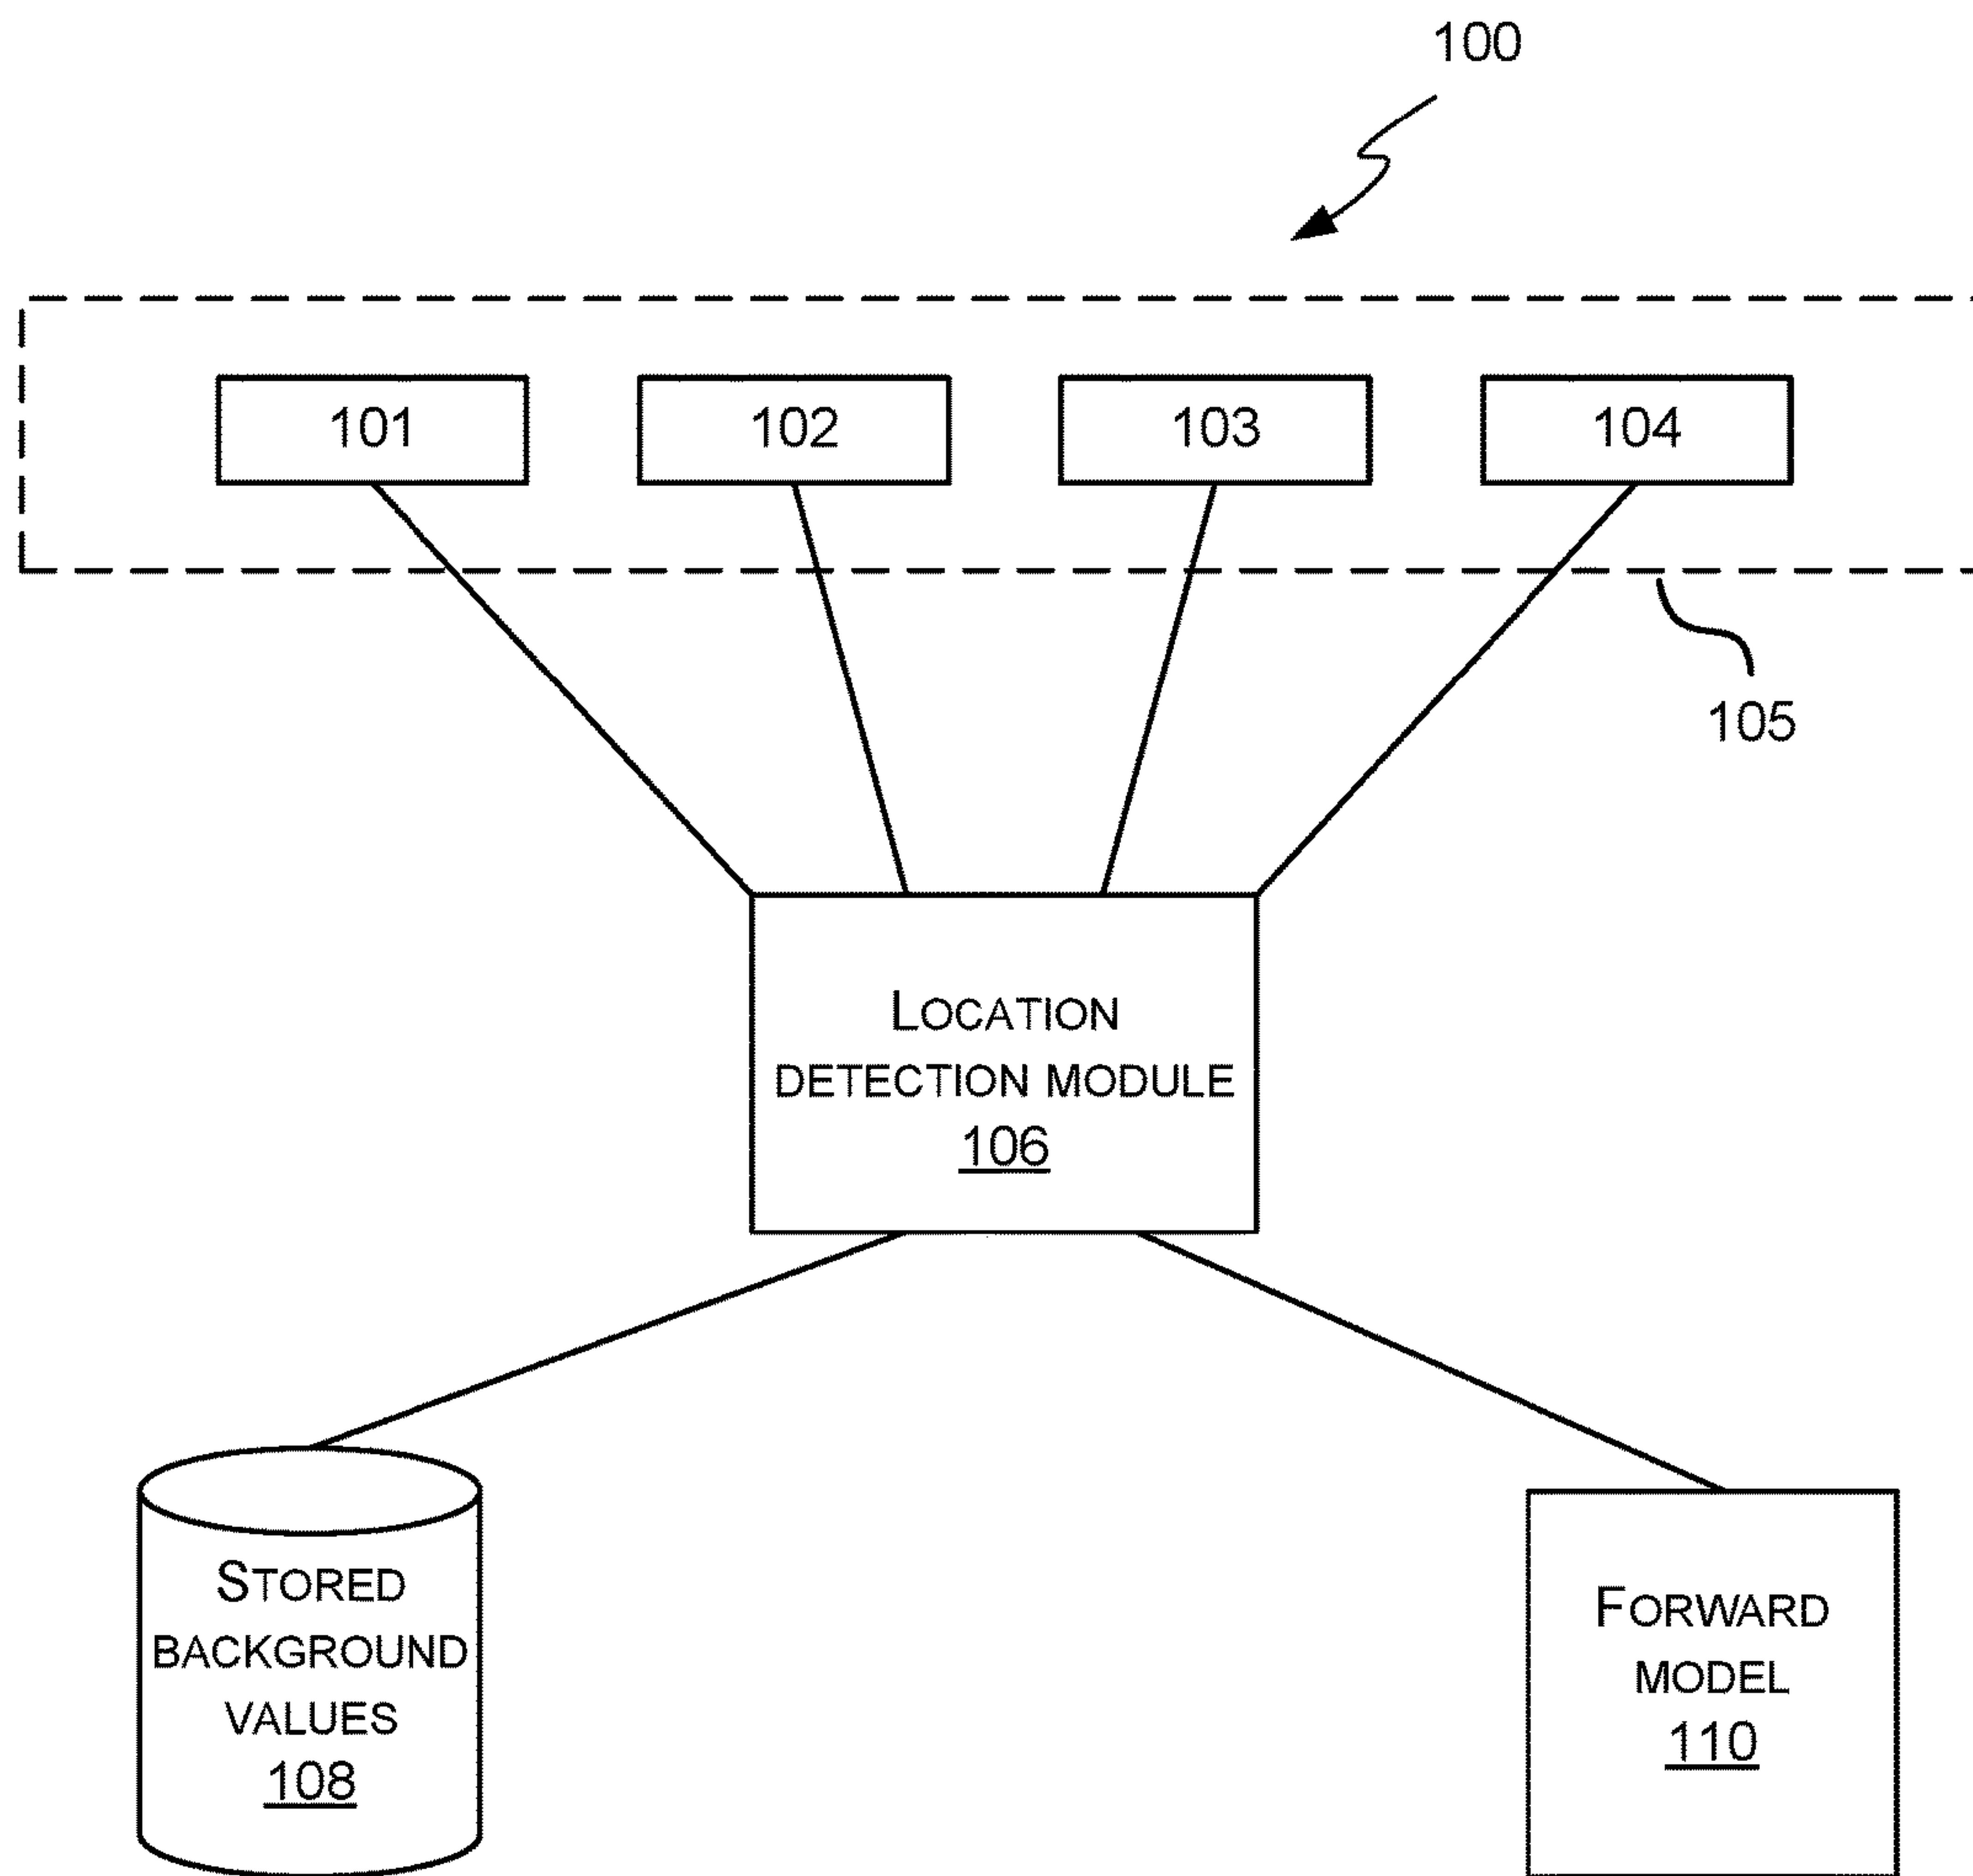 100
101
102
103
104
105
LOCATION
DETECTION MODULE
106
STORED
BACKGROUND
VALUES
108
FORWARD
MODEL
110